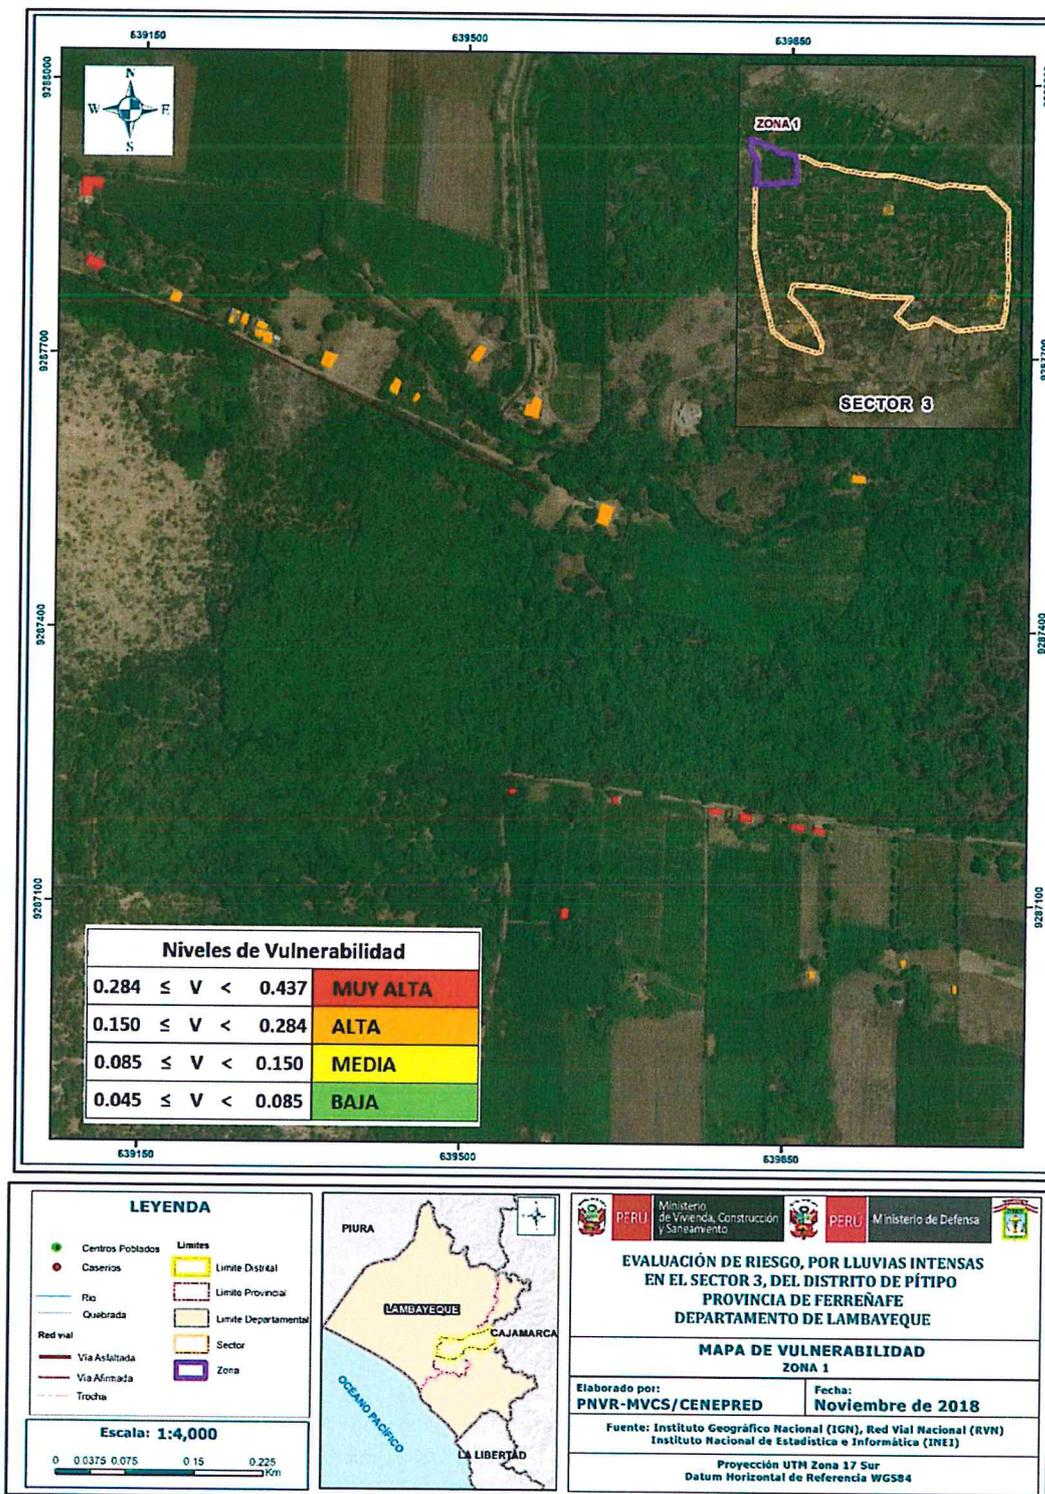 639150
639500
639850
9288000
N
W E
S
ZONA 1
SECTOR 3
9287700
9287700
9287400
9287400
9287100
9287100
Niveles de Vulnerabilidad
0.284 ≤ V < 0.437 MUY ALTA
0.150 ≤ V < 0.284 ALTA
0.085 ≤ V < 0.150 MEDIA
0.045 ≤ V < 0.085 BAJA
639150
639500
639850
LEYENDA
Centros Poblados
Caserios
Rio
Quebrada
Red vial
Via Asfaltada
Via Afirmada
Trocha
Limites
Limite Distrital
Limite Provincial
Limite Departamental
Sector
Zona
Escala: 1:4,000
0 0.0375 0.075 0.15 0.225
Km
PIURA
LAMBAYEQUE
CAJAMARCA
OCÉANO PACÍFICO
LA LIBERTAD
PERÚ
Ministerio
de Vivienda, Construcción
y Saneamiento
PERÚ
Ministerio de Defensa
EVALUACIÓN DE RIESGO, POR LLUVIAS INTENSAS
EN EL SECTOR 3, DEL DISTRITO DE PÍTIPO
PROVINCIA DE FERREÑAFE
DEPARTAMENTO DE LAMBAYEQUE
MAPA DE VULNERABILIDAD
ZONA 1
Elaborado por:
PNVR-MVCS/CENEPRED
Fecha:
Noviembre de 2018
Fuente: Instituto Geográfico Nacional (IGN), Red Vial Nacional (RVN)
Instituto Nacional de Estadística e Informática (INEI)
Proyección UTM Zona 17 Sur
Datum Horizontal de Referencia WGS84